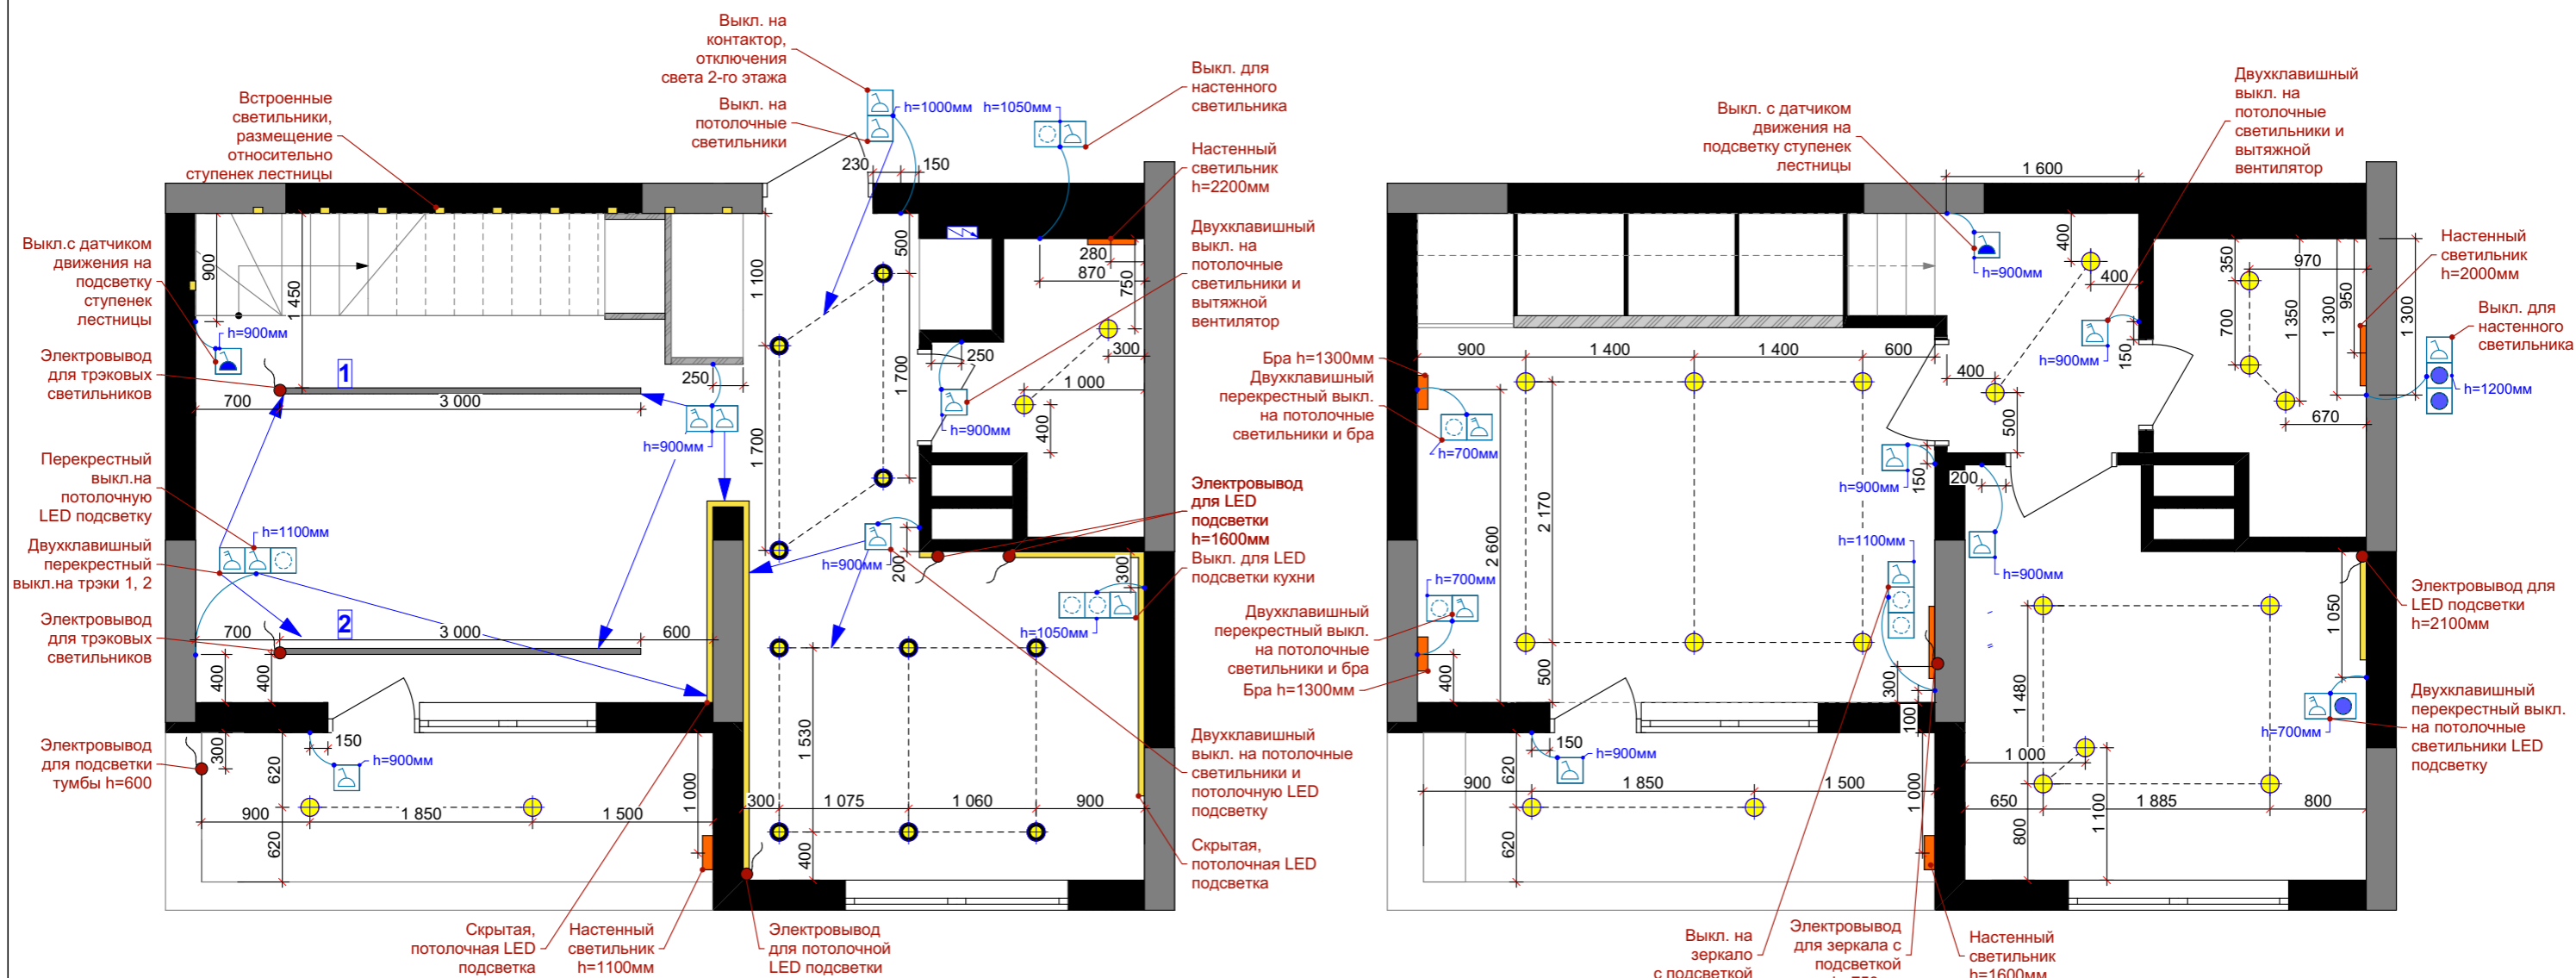 Выкл. на
контактор,
отключения
света 2-го этажа
Выкл. на
потолочные
светильники
Встроенные
светильники,
размещение
относительно
ступенек лестницы
Выкл.с датчиком
движения на
подсветку
ступенек
лестницы
Электровывод
для трэковых
светильников
Перекрестный
выкл.на
потолочную
LED подсветку
Двухклавишный
перекрестный
выкл.на трэки 1, 2
Электровывод
для трэковых
светильников
Электровывод
для подсветки
тумбы h=600
Скрытая,
потолочная LED
подсветка
Настенный
светильник
h=1100мм
Электровывод
для потолочной
LED подсветки
Выкл. для
настенного
светильника
Настенный
светильник
h=2200мм
Двухклавишный
выкл. на
потолочные
светильники и
вытяжной
вентилятор
Электровывод
для LED
подсветки
h=1600мм
Выкл. для LED
подсветки кухни
Двухклавишный
выкл. на потолочные
светильники и
потолочную LED
подсветку
Скрытая,
потолочная LED
подсветка
h=1000мм
h=1050мм
230
150
900
1 450
1 100
500
280
870
750
h=900мм
1
250
1 700
250
300
1 000
700
3 000
h=900мм
h=900мм
400
1 700
h=1100мм
h=900мм
200
300
h=1050мм
2
700
3 000
600
400
400
300
150
h=900мм
620
1 530
1 000
900
1 850
1 500
300
1 075
1 060
900
620
400
Выкл. с датчиком
движения на
подсветку ступенек
лестницы
Двухклавишный
выкл. на
потолочные
светильники и
вытяжной
вентилятор
Настенный
светильник
h=2000мм
Выкл. для
настенного
светильника
Бра h=1300мм
Двухклавишный
перекрестный выкл.
на потолочные
светильники и бра
Двухклавишный
перекрестный выкл.
на потолочные
светильники и бра
Бра h=1300мм
Электровывод для
LED подсветки
h=2100мм
Двухклавишный
перекрестный выкл.
на потолочные
светильники LED
подсветку
Выкл. на
зеркало
с подсветкой
Электровывод
для зеркала с
подсветкой
Настенный
светильник
h=1600мм
1 600
400
h=900мм
400
350
970
700
1 350
1 300
950
1 300
h=900мм
150
h=1200мм
900
1 400
1 400
600
400
500
670
h=700мм
h=900мм
150
200
2 170
2 600
h=1100мм
h=900мм
h=700мм
1 050
400
500
300
1 480
h=700мм
100
150
h=900мм
620
1 000
1 000
900
1 850
1 500
650
1 885
800
1 100
800
620